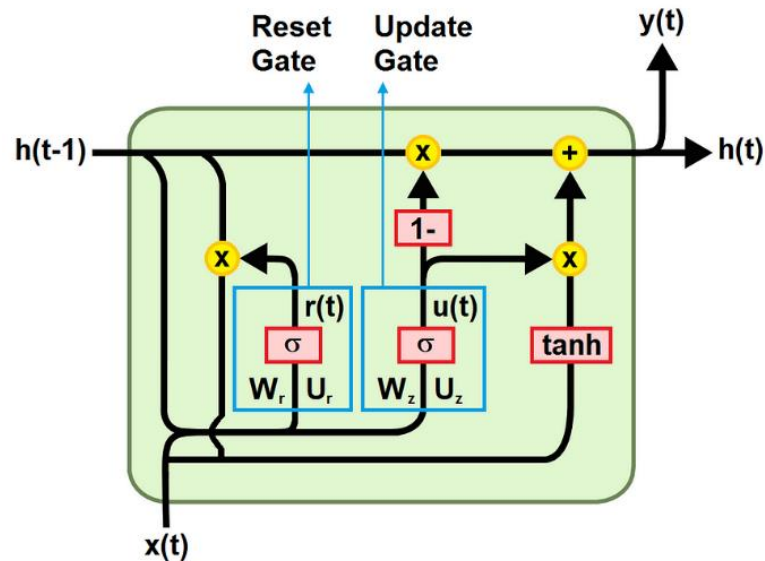 Reset
Gate
Update
Gate
y(t)
h(t-1)
x
+
h(t)
1-
x
x
r(t)
u(t)
σ
σ
tanh
Wr Ur
Wz Uz
x(t)